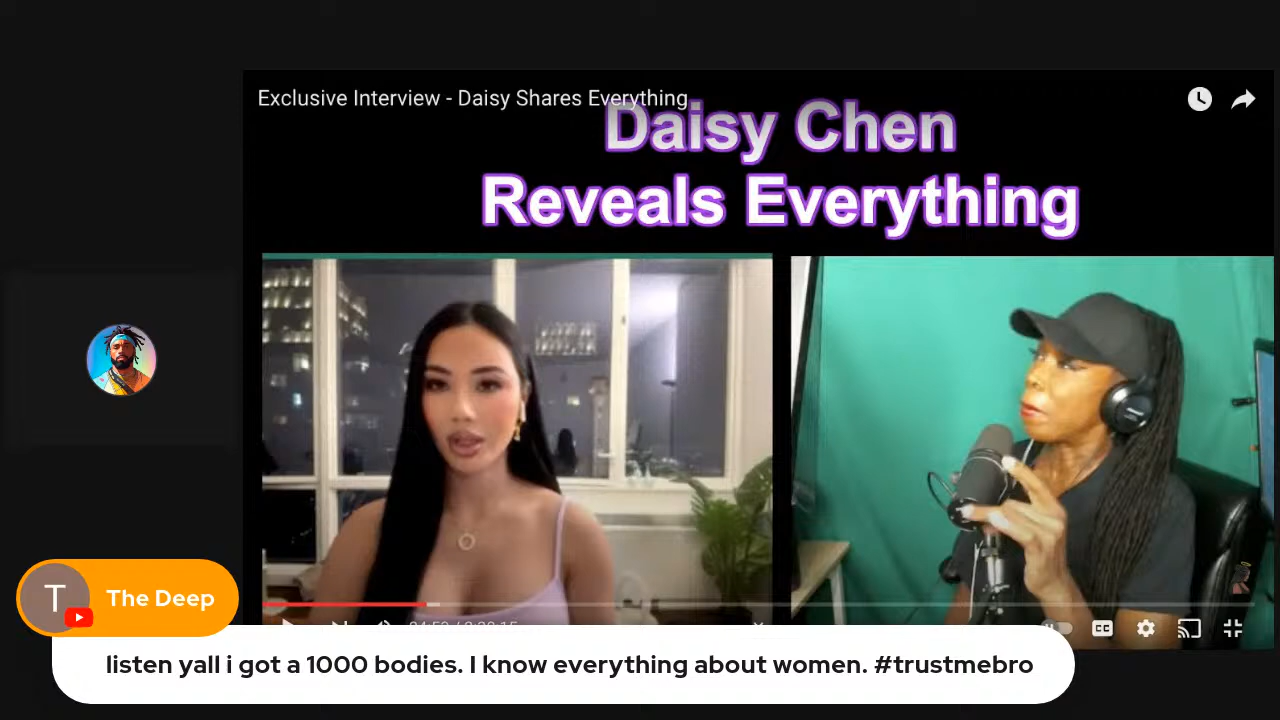 Exclusive Interview - Daisy Shares Everything
Daisy Chen
Reveals Everything
CC
T
The Deep
listen yall i got a 1000 bodies. I know everything about women. #trustmebro